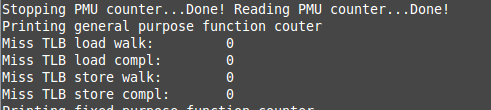 Stopping PMU counter...Done! Reading PMU counter...Done!
Printing general purpose function couter
Miss TLB load walk: 0
Miss TLB load compl: 0
Miss TLB store walk: 0
Miss TLB store compl: 0
Printing fixed purpose function counter